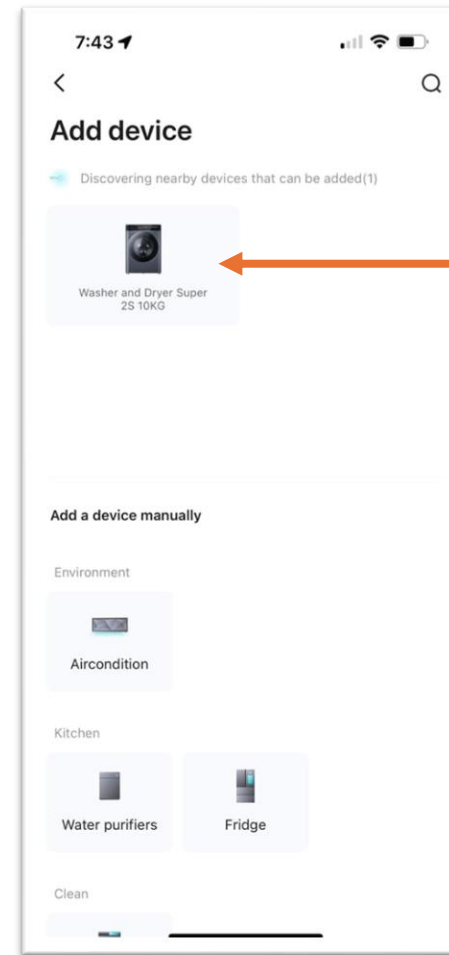 7:43
Add device
Discovering nearby devices that can be added(1)
Washer and Dryer Super
2S 10KG
Add a device manually
Environment
Aircondition
Kitchen
Water purifiers
Fridge
Clean